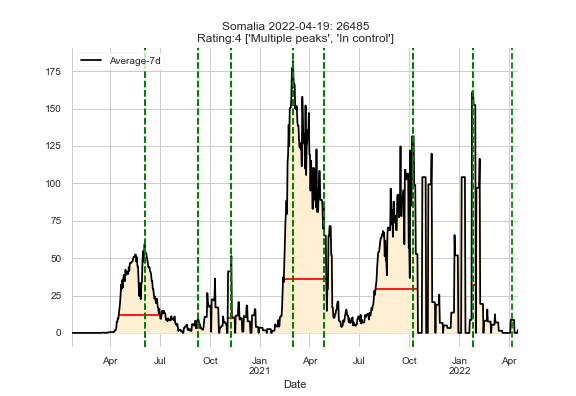 Somalia 2022-04-19: 26485
Rating:4 ['Multiple peaks', 'In control']
Average-7d
175
150
125
100
75
50
25
0
Apr Jul Oct Jan Apr Jul Oct Jan Apr
2021 2022
Date